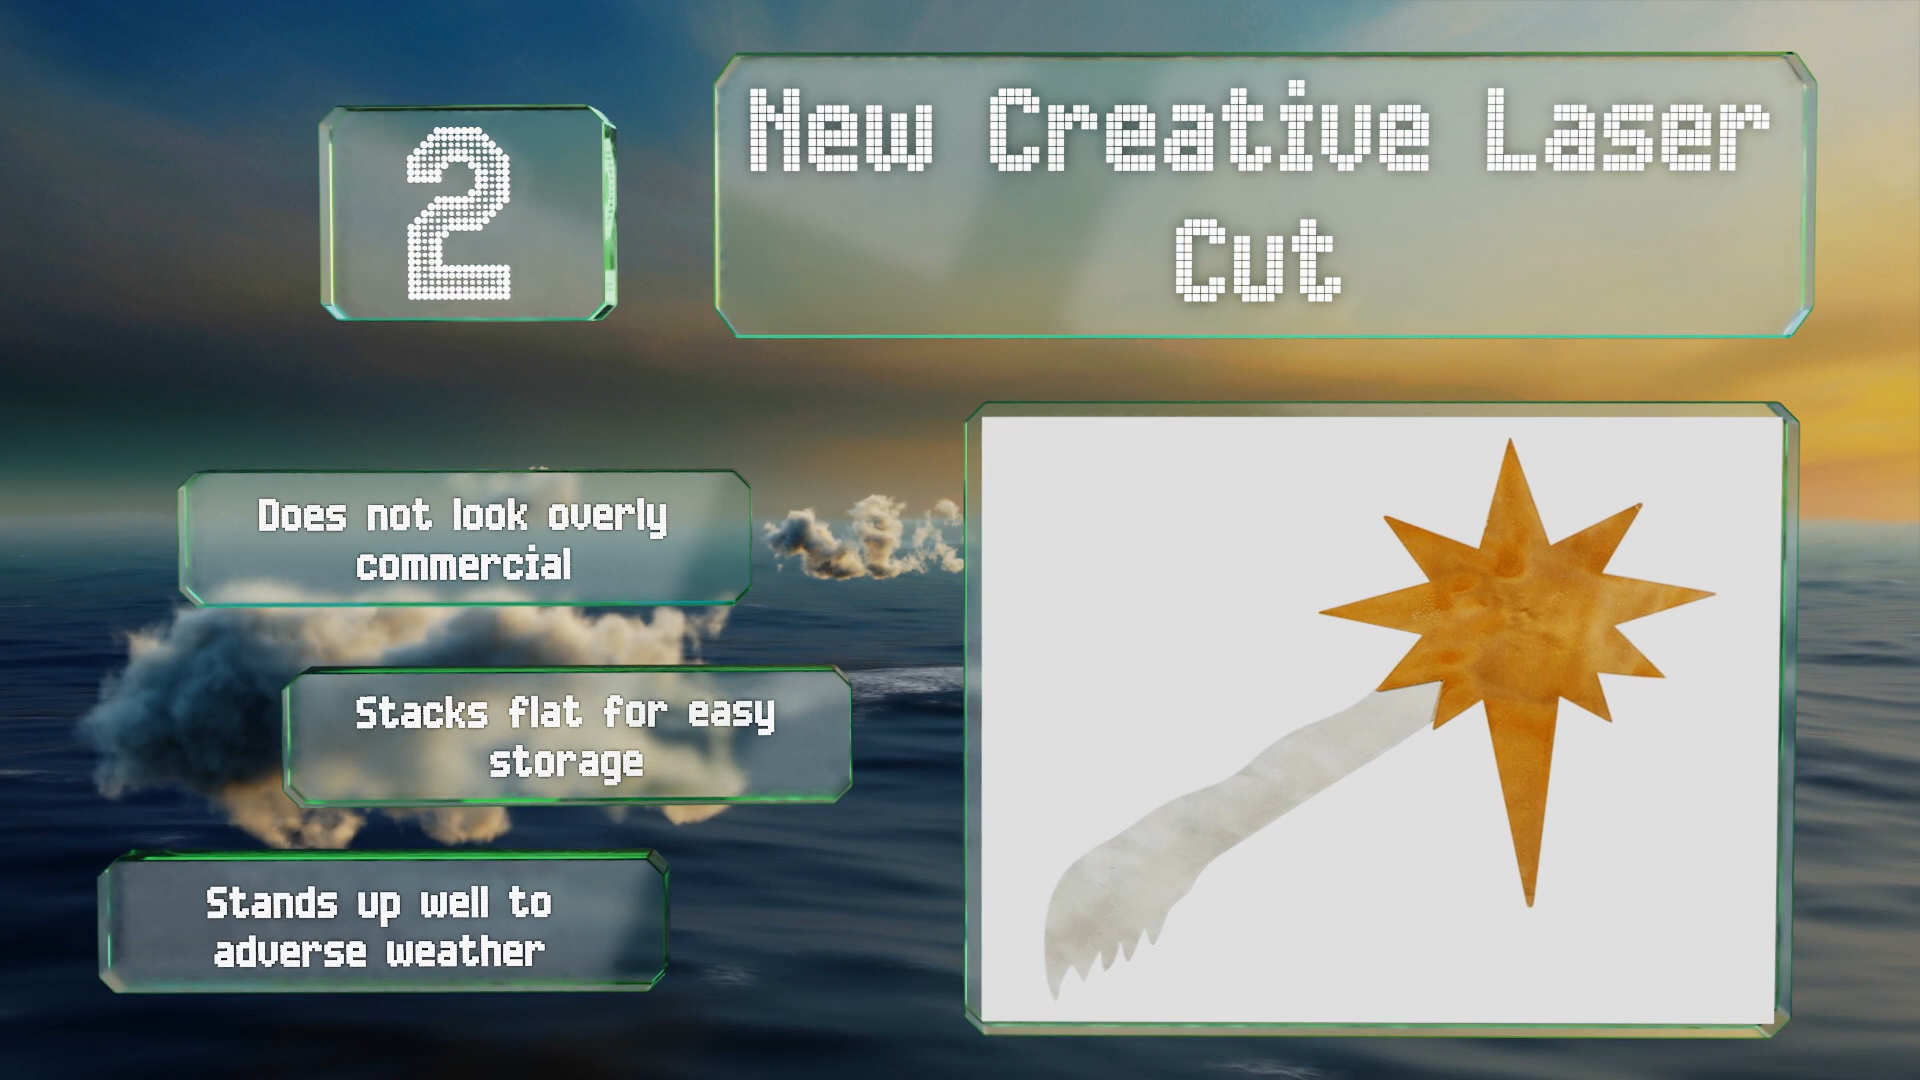 2
New Creative Laser
Cut
Does not look overly
commercial
Stacks flat for easy
storage
Stands up well to
adverse weather